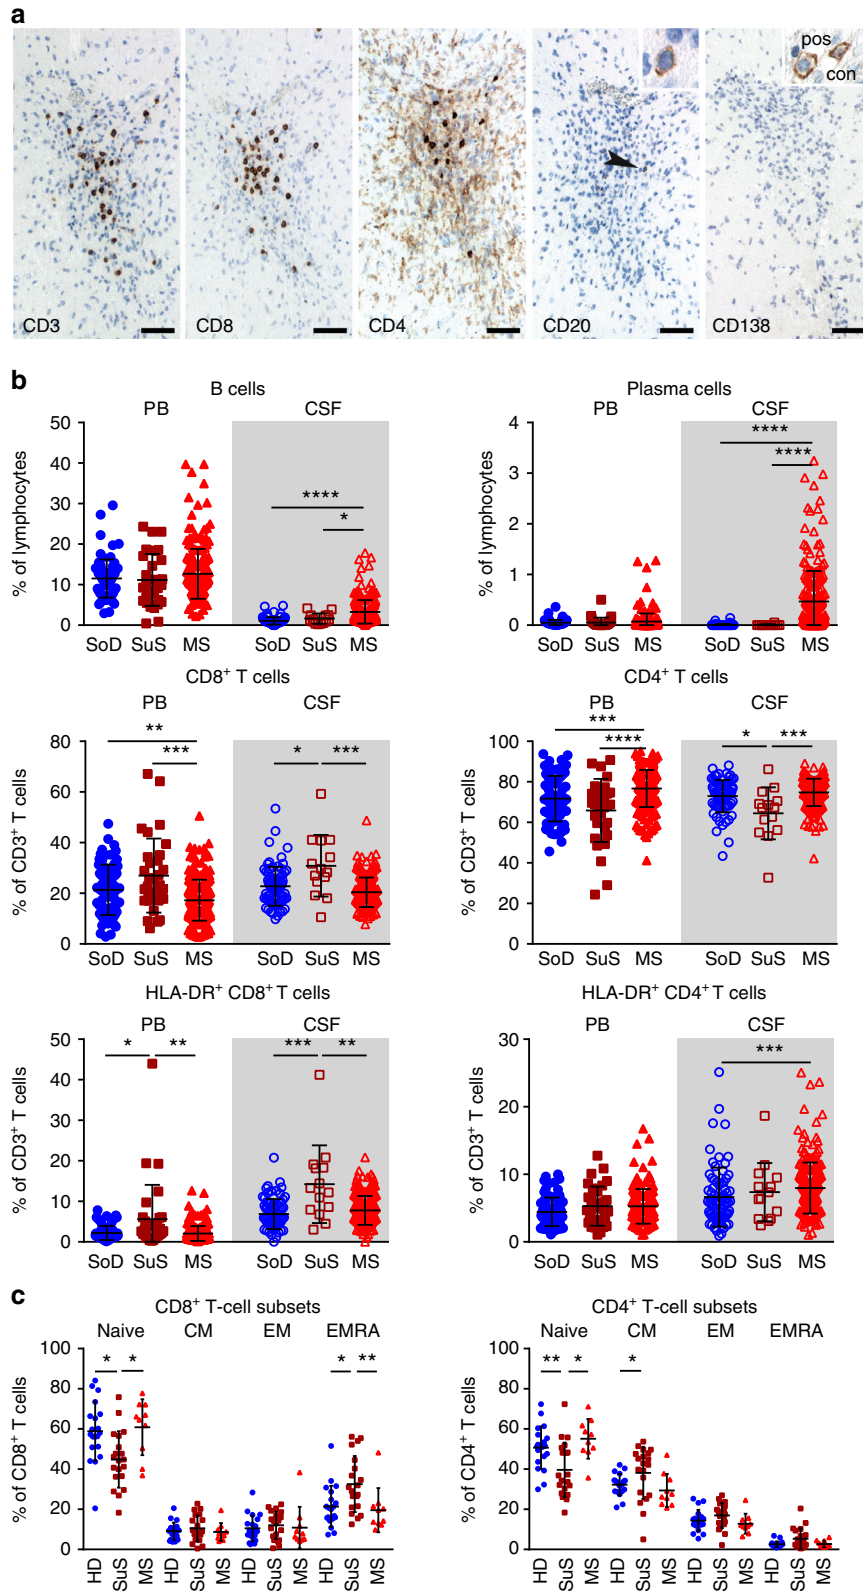 a
pos
con
CD3 CD8 CD4 CD20 CD138
b
B cells
PB CSF
% of lymphocytes
50
40
30
20
10
0
****
*
SoD SuS MS SoD SuS MS
Plasma cells
PB CSF
% of lymphocytes
4
3
2
1
0
****
****
SoD SuS MS SoD SuS MS
CD8+ T cells
PB CSF
% of CD3+ T cells
80
60
40
20
0
**
***
* ***
SoD SuS MS SoD SuS MS
CD4+ T cells
PB CSF
% of CD3+ T cells
100
80
60
40
20
0
***
****
* ***
SoD SuS MS SoD SuS MS
HLA-DR+ CD8+ T cells
PB CSF
% of CD3+ T cells
50
40
30
20
10
0
* ** *** **
SoD SuS MS SoD SuS MS
HLA-DR+ CD4+ T cells
PB CSF
% of CD3+ T cells
30
20
10
0
***
SoD SuS MS SoD SuS MS
c
CD8+ T-cell subsets
Naive CM EM EMRA
% of CD8+ T cells
100
80
60
40
20
0
* * * **
HD SuS MS HD SuS MS HD SuS MS HD SuS MS
CD4+ T-cell subsets
Naive CM EM EMRA
% of CD4+ T cells
100
80
60
40
20
0
** * *
HD SuS MS HD SuS MS HD SuS MS HD SuS MS